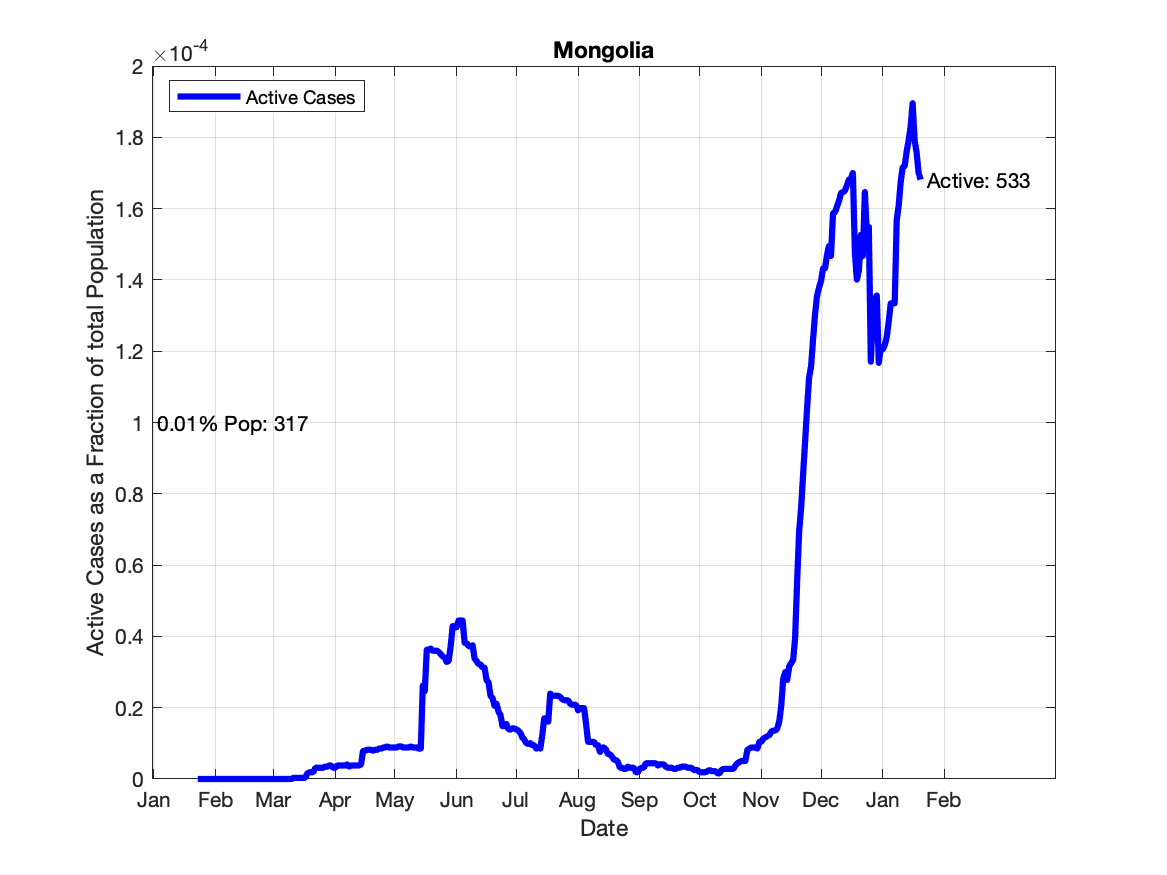 Mongolia
×10-4
2
1.8
1.6
1.4
1.2
1
0.8
0.6
0.4
0.2
0
Active Cases as a Fraction of total Population
Active Cases
Active: 533
0.01% Pop: 317
Jan Feb Mar Apr May Jun Jul Aug Sep Oct Nov Dec Jan Feb
Date